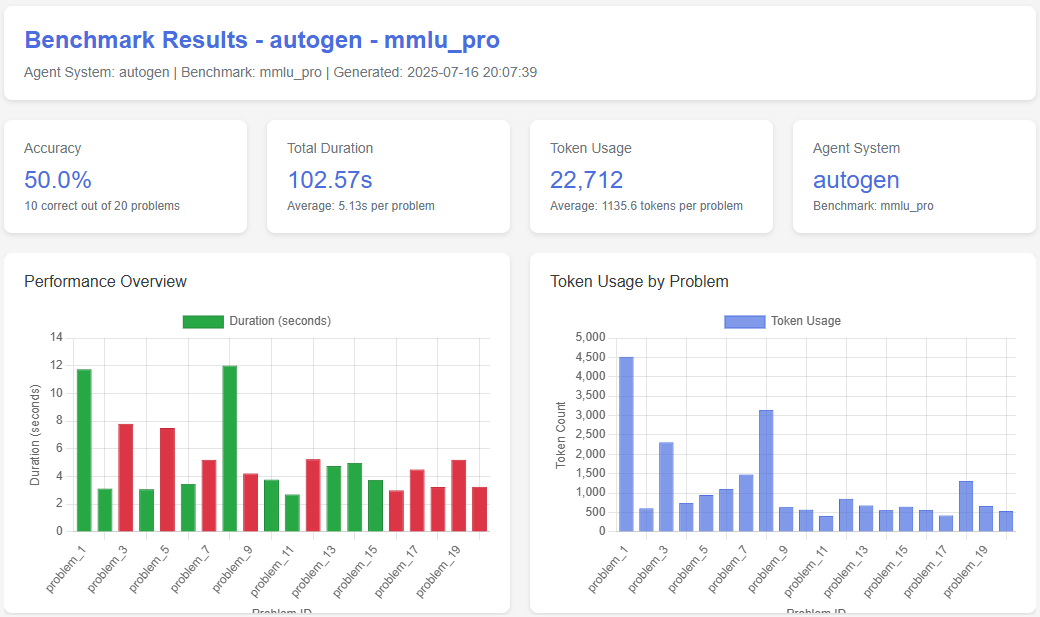 Benchmark Results - autogen - mmlu_pro
Agent System: autogen | Benchmark: mmlu_pro | Generated: 2025-07-16 20:07:39
Accuracy
50.0%
10 correct out of 20 problems
Total Duration
102.57s
Average: 5.13s per problem
Token Usage
22,712
Average: 1135.6 tokens per problem
Agent System
autogen
Benchmark: mmlu_pro
Performance Overview
Duration (seconds)
14
12
10
8
6
4
2
0
Duration (seconds)
problem_1
problem_3
problem_5
problem_7
problem_9
problem_11
problem_13
problem_15
problem_17
problem_19
Problem ID
Token Usage by Problem
Token Usage
5,000
4,500
4,000
3,500
3,000
2,500
2,000
1,500
1,000
500
0
Token Count
problem_1
problem_3
problem_5
problem_7
problem_9
problem_11
problem_13
problem_15
problem_17
problem_19
Problem ID